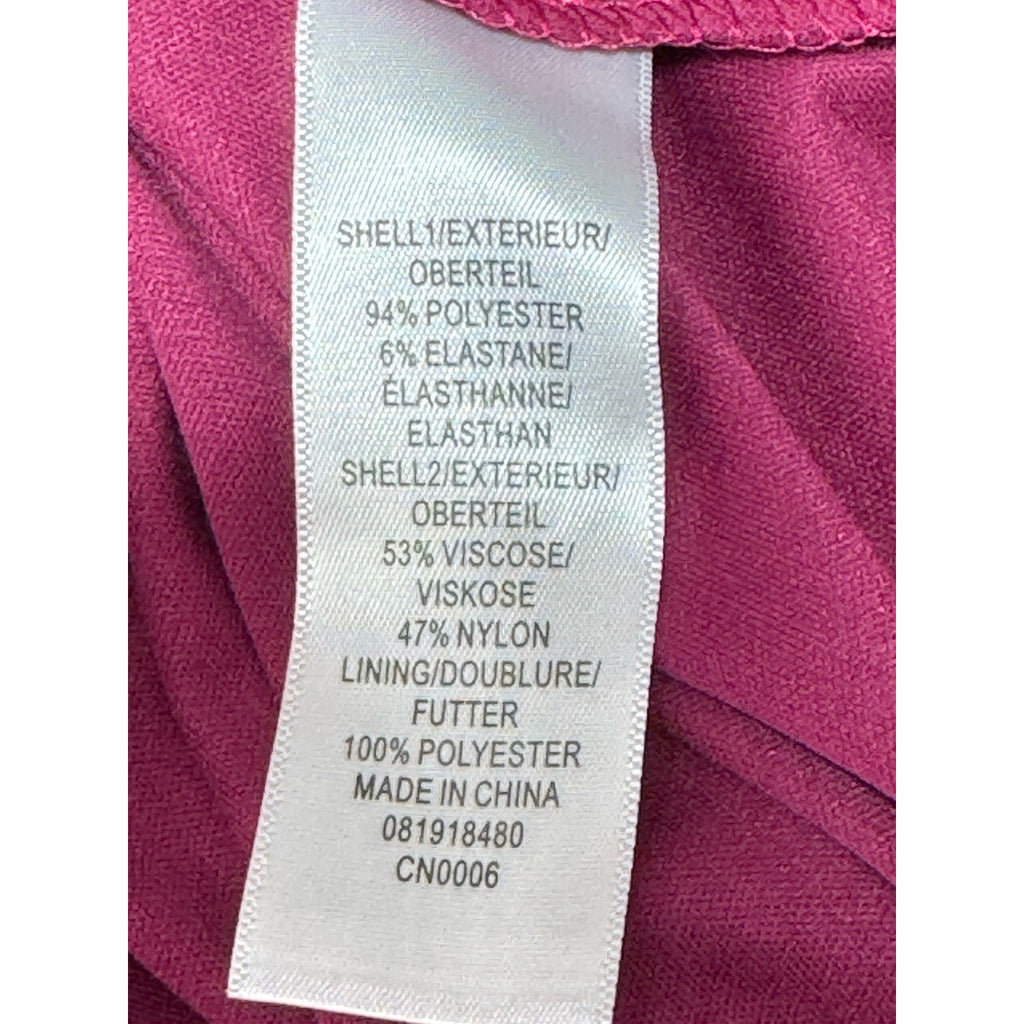 SHELL1/EXTERIEUR/
OBERTEIL
94% POLYESTER
6% ELASTANE/
ÉLASTHANNE/
ELASTHAN
SHELL2/EXTERIEUR/
OBERTEIL
53% VISCOSE/
VISKOSE
47% NYLON
LINING/DOUBLURE/
FUTTER
100% POLYESTER
MADE IN CHINA
081918480
CN0006